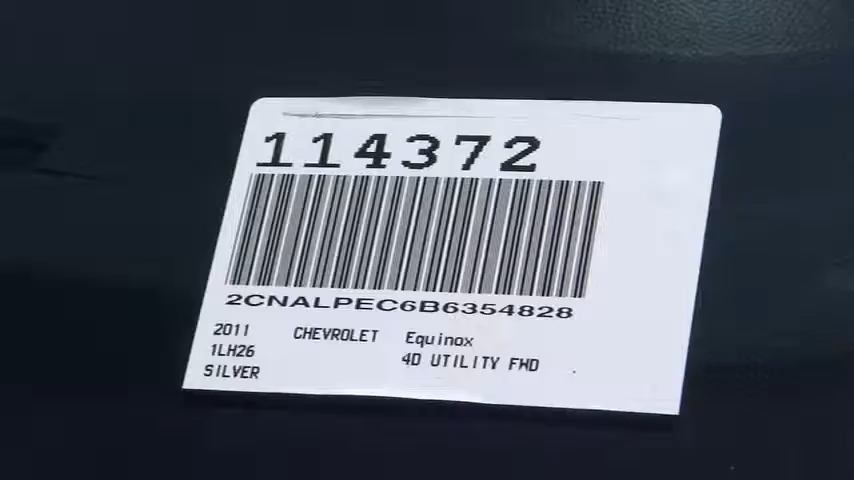 114372
2CNALPEC6B6354828
2011 CHEVROLET Equinox
1LH26 4D UTILITY FWD
SILVER